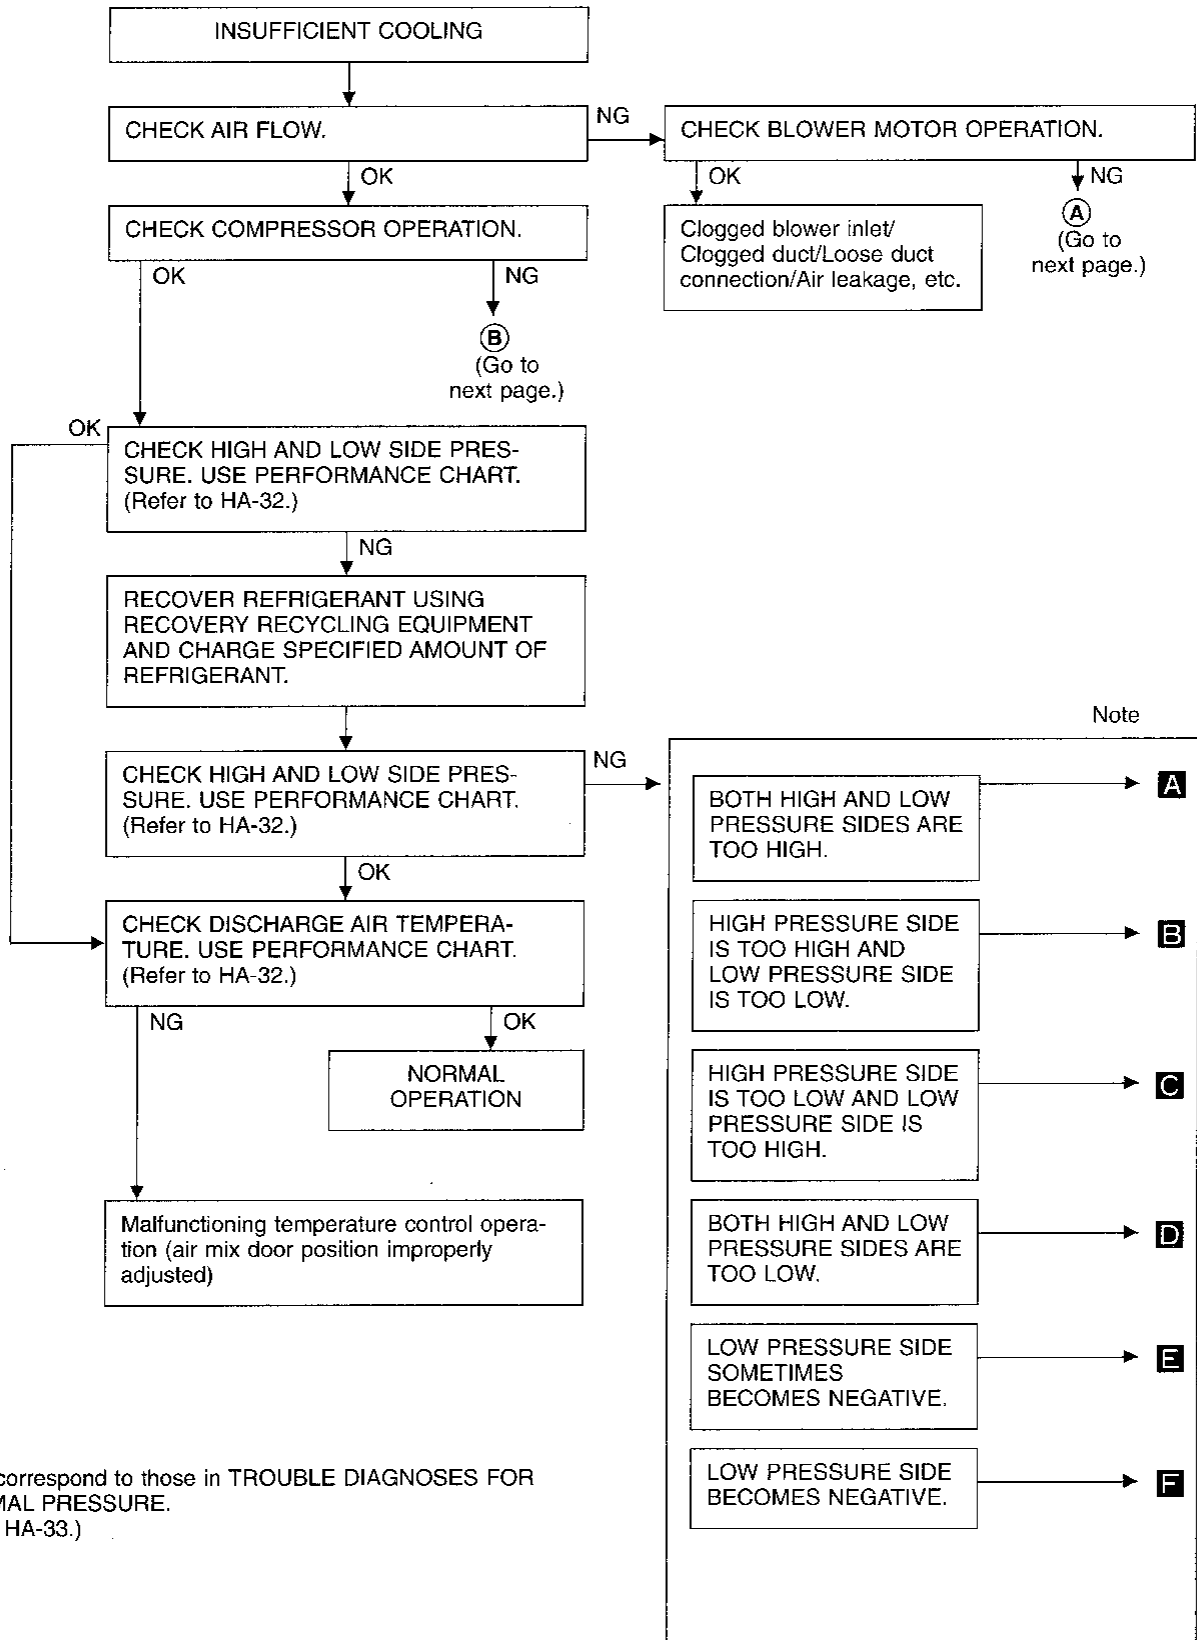 INSUFFICIENT COOLING
CHECK AIR FLOW.
NG
CHECK BLOWER MOTOR OPERATION.
OK
OK
NG
CHECK COMPRESSOR OPERATION.
Clogged blower inlet/
Clogged duct/Loose duct
connection/Air leakage, etc.
A
(Go to
next page.)
OK
NG
B
(Go to
next page.)
OK
CHECK HIGH AND LOW SIDE PRES-
SURE. USE PERFORMANCE CHART.
(Refer to HA-32.)
NG
RECOVER REFRIGERANT USING
RECOVERY RECYCLING EQUIPMENT
AND CHARGE SPECIFIED AMOUNT OF
REFRIGERANT.
CHECK HIGH AND LOW SIDE PRES-
SURE. USE PERFORMANCE CHART.
(Refer to HA-32.)
NG
OK
CHECK DISCHARGE AIR TEMPERA-
TURE. USE PERFORMANCE CHART.
(Refer to HA-32.)
NG
OK
NORMAL
OPERATION
Malfunctioning temperature control opera-
tion (air mix door position improperly
adjusted)
Note
BOTH HIGH AND LOW
PRESSURE SIDES ARE
TOO HIGH.
A
HIGH PRESSURE SIDE
IS TOO HIGH AND
LOW PRESSURE SIDE
IS TOO LOW.
B
HIGH PRESSURE SIDE
IS TOO LOW AND LOW
PRESSURE SIDE IS
TOO HIGH.
C
BOTH HIGH AND LOW
PRESSURE SIDES ARE
TOO LOW.
D
LOW PRESSURE SIDE
SOMETIMES
BECOMES NEGATIVE.
E
LOW PRESSURE SIDE
BECOMES NEGATIVE.
F
correspond to those in TROUBLE DIAGNOSES FOR
MAL PRESSURE.
HA-33.)